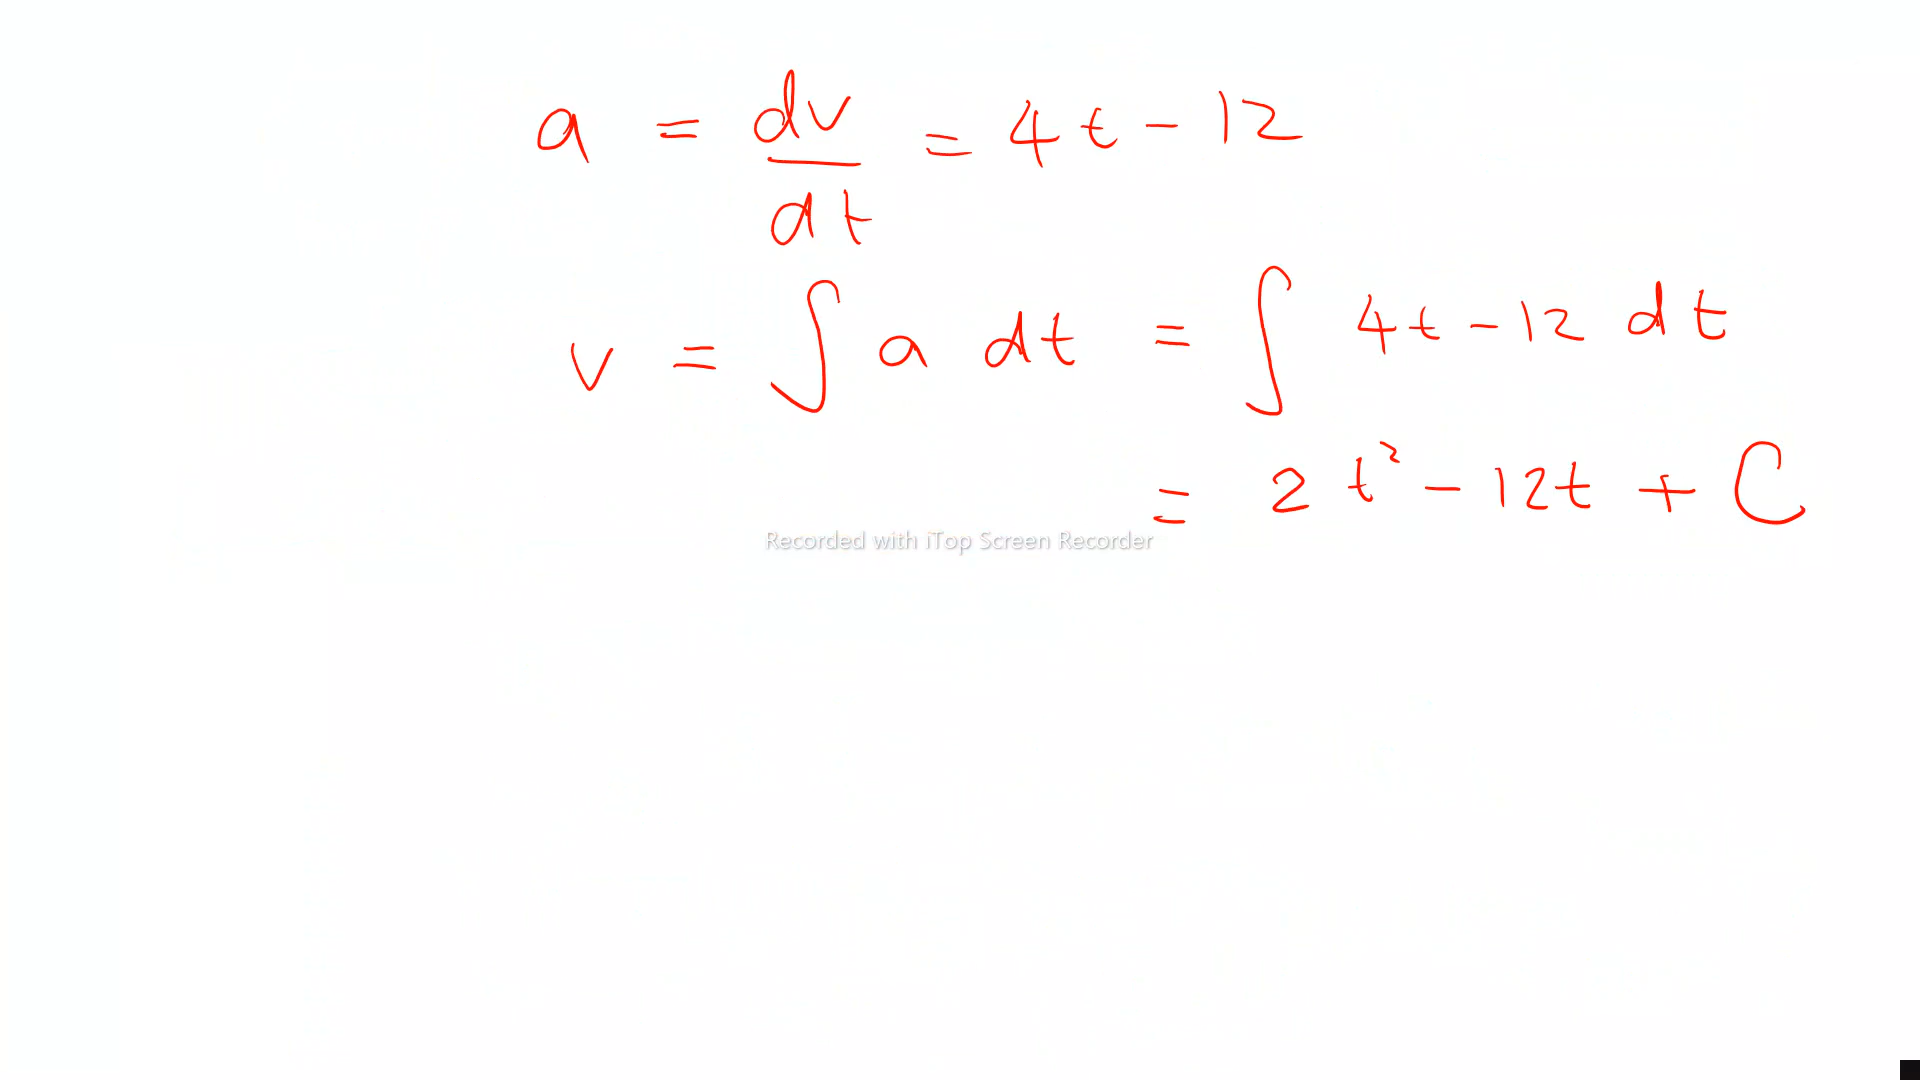 a = dv/dt = 4t - 12
v = ∫ a dt = ∫ 4t - 12 dt
= 2t² - 12t + C
Recorded with iTop Screen Recorder